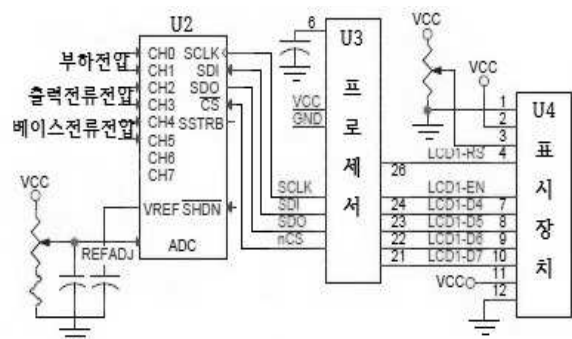 U2
U3
U4
VCC
VCC
부하전압
출력전류전압
베이스전류전압
CH0 SCLK
CH1 SDI
CH2 SDO
CH3 CS
CH4 SSTRB
CH5
CH6
CH7
VREF SHDN
REFADJ
ADC
VCC
6
프로세서
VCC
GND
SCLK
SDI
SDO
nCS
26
24
23
22
21
LCD1-RS
LCD1-EN
LCD1-D4
LCD1-D5
LCD1-D6
LCD1-D7
VCC
1
2
3
4
7
8
9
10
11
12
표시장치